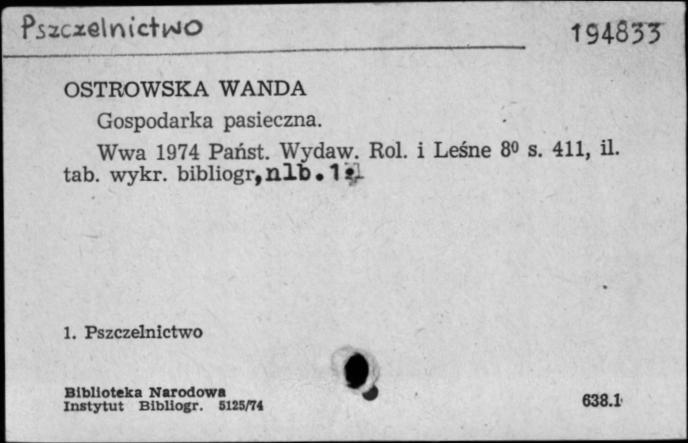 Pszczelnictwo
194833
OSTROWSKA WANDA
Gospodarka pasieczna.
Wwa 1974 Państ. Wydaw. Rol. i Leśne 8⁰ s. 411, il.
tab. wykr. bibliogr, nlb. 1
1. Pszczelnictwo
Biblioteka Narodowa
Instytut Bibliogr. 5125/74
638.1